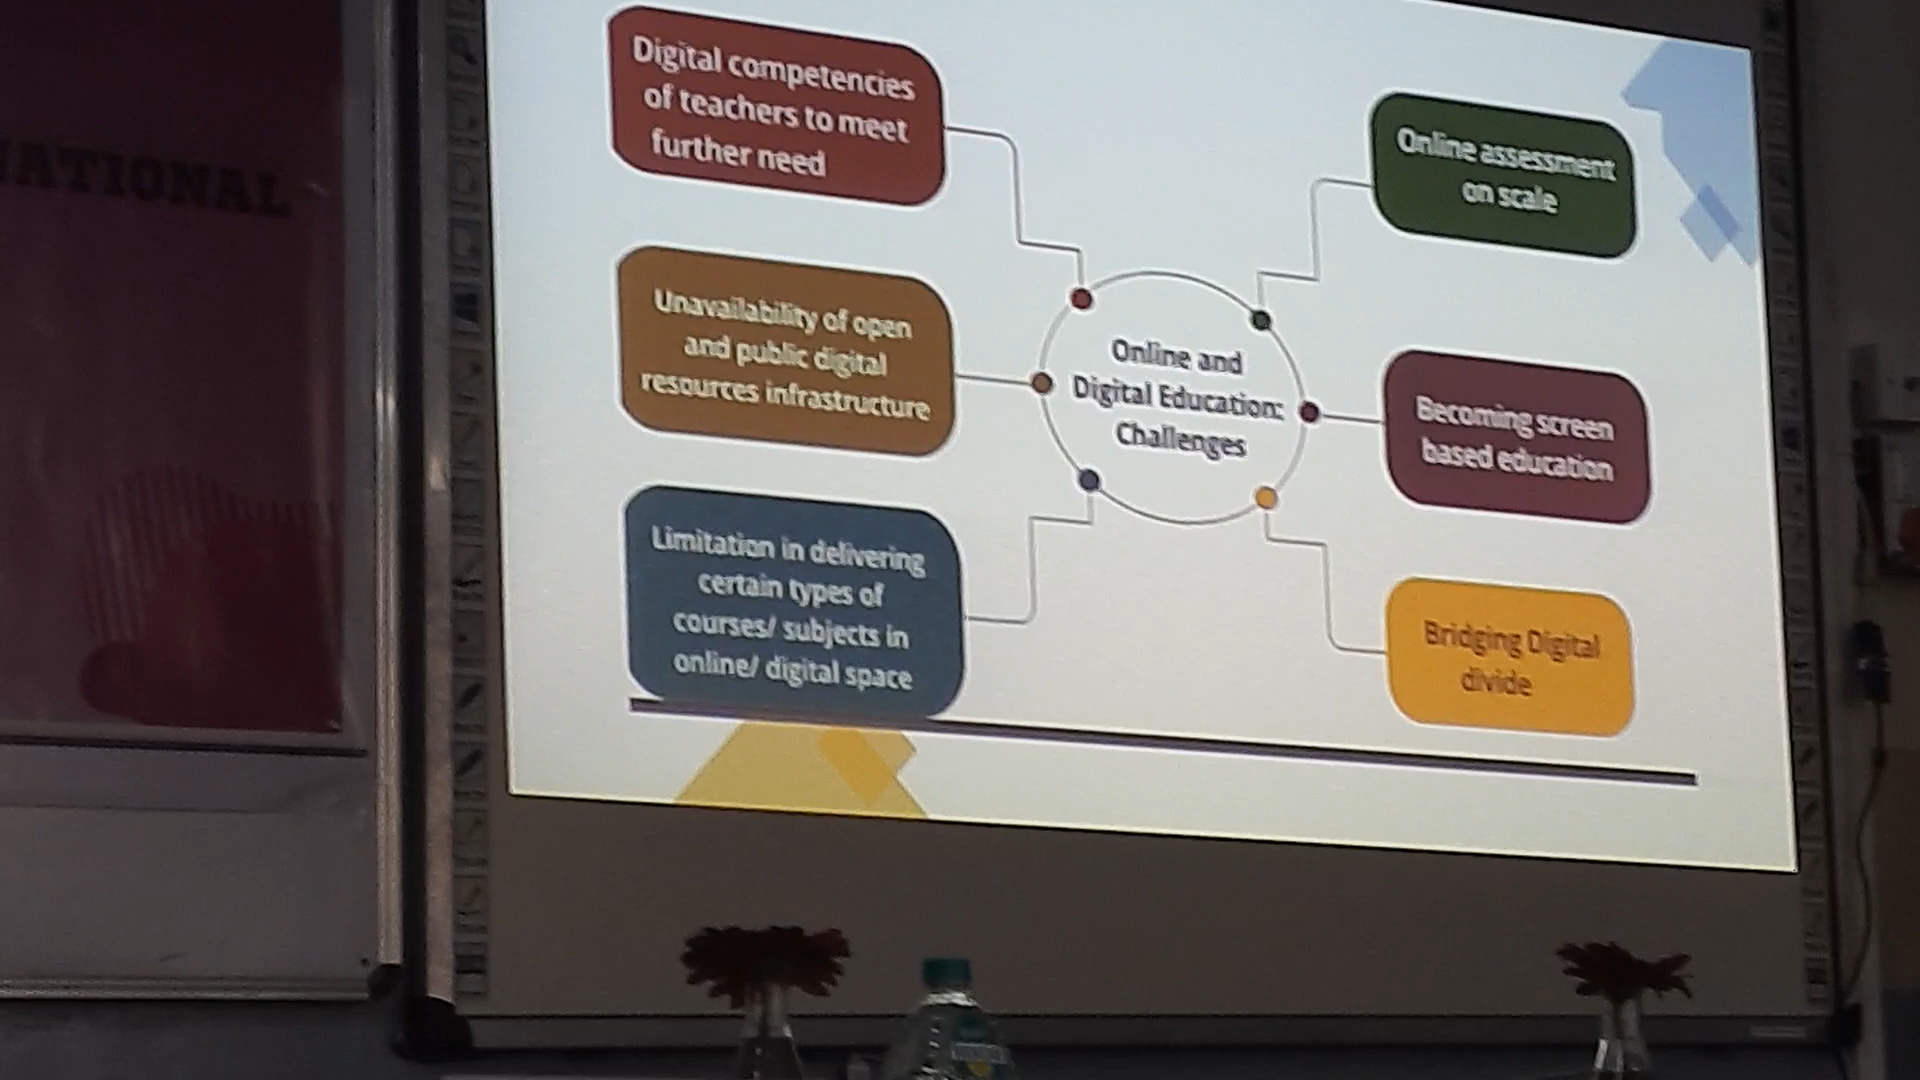 NATIONAL
Digital competencies
of teachers to meet
further need
Unavailability of open
and public digital
resources infrastructure
Limitation in delivering
certain types of
courses/ subjects in
online/ digital space
Online and
Digital Education:
Challenges
Online assessment
on scale
Becoming screen
based education
Bridging Digital
divide